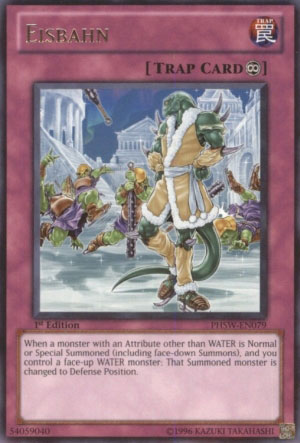 EISBAHN
TRAP
罠
[TRAP CARD]
1st Edition
PHSW-EN079
When a monster with an Attribute other than WATER is Normal
or Special Summoned (including face-down Summons), and you
control a face-up WATER monster: That Summoned monster is
changed to Defense Position.
54059040
©1996 KAZUKI TAKAHASHI